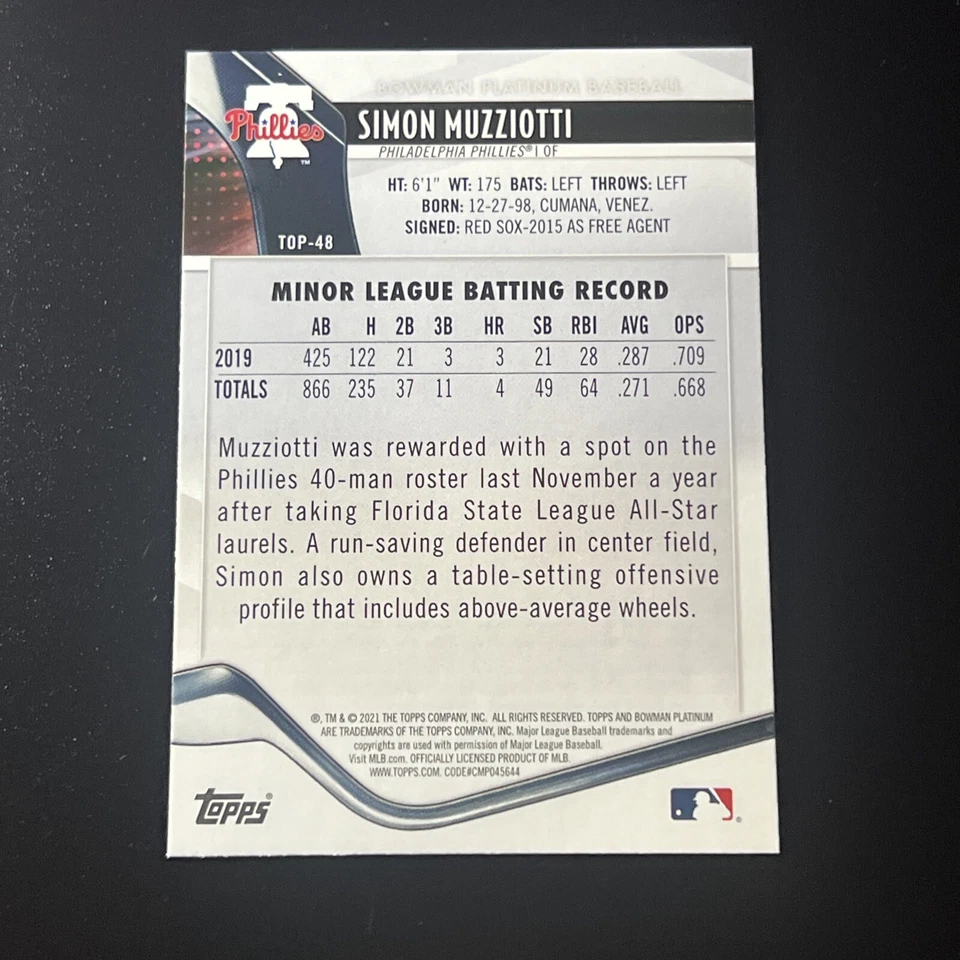 BOWMAN PLATINUM BASEBALL
Phillies
TM
SIMON MUZZIOTTI
PHILADELPHIA PHILLIES® | OF
HT: 6'1" WT: 175 BATS: LEFT THROWS: LEFT
BORN: 12-27-98, CUMANA, VENEZ.
SIGNED: RED SOX-2015 AS FREE AGENT
TOP-48
MINOR LEAGUE BATTING RECORD
AB H 2B 3B HR SB RBI AVG OPS
2019 425 122 21 3 3 21 28 .287 .709
TOTALS 866 235 37 11 4 49 64 .271 .668
Muzziotti was rewarded with a spot on the
Phillies 40-man roster last November a year
after taking Florida State League All-Star
laurels. A run-saving defender in center field,
Simon also owns a table-setting offensive
profile that includes above-average wheels.
®, TM & © 2021 THE TOPPS COMPANY, INC. ALL RIGHTS RESERVED. TOPPS AND BOWMAN PLATINUM
ARE TRADEMARKS OF THE TOPPS COMPANY, INC. Major League Baseball trademarks and
copyrights are used with permission of Major League Baseball.
Visit MLB.com. OFFICIALLY LICENSED PRODUCT OF MLB.
WWW.TOPPS.COM. CODE#CMP045644
TOPPS®
®